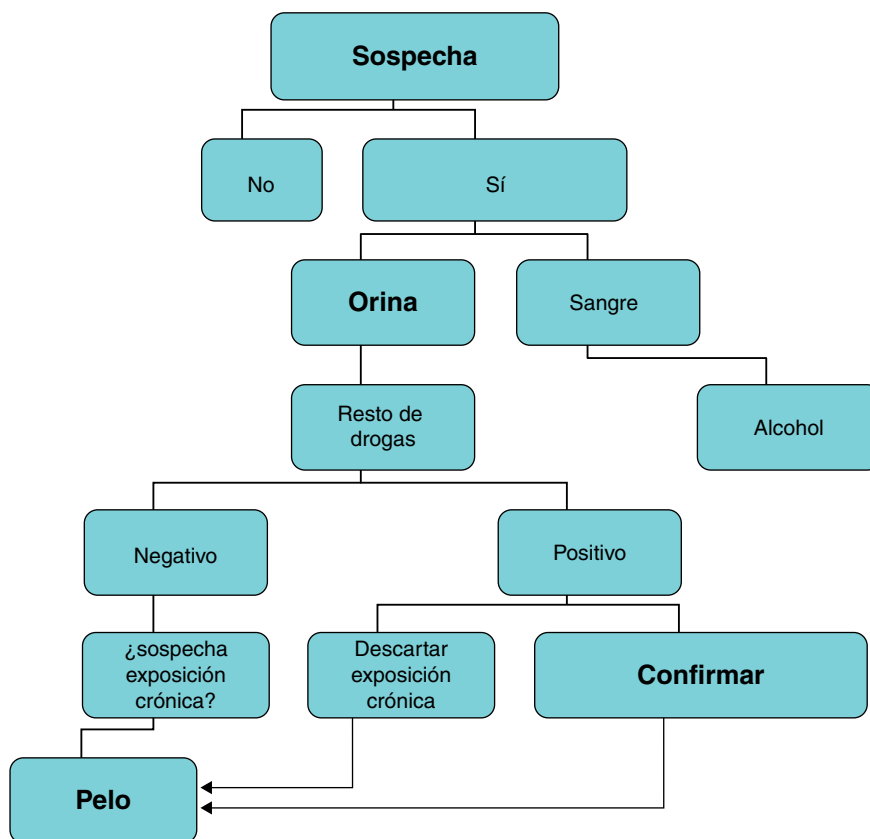 Sospecha
No
Sí
Orina
Sangre
Resto de
drogas
Alcohol
Negativo
Positivo
¿sospecha
exposición
crónica?
Descartar
exposición
crónica
Confirmar
Pelo